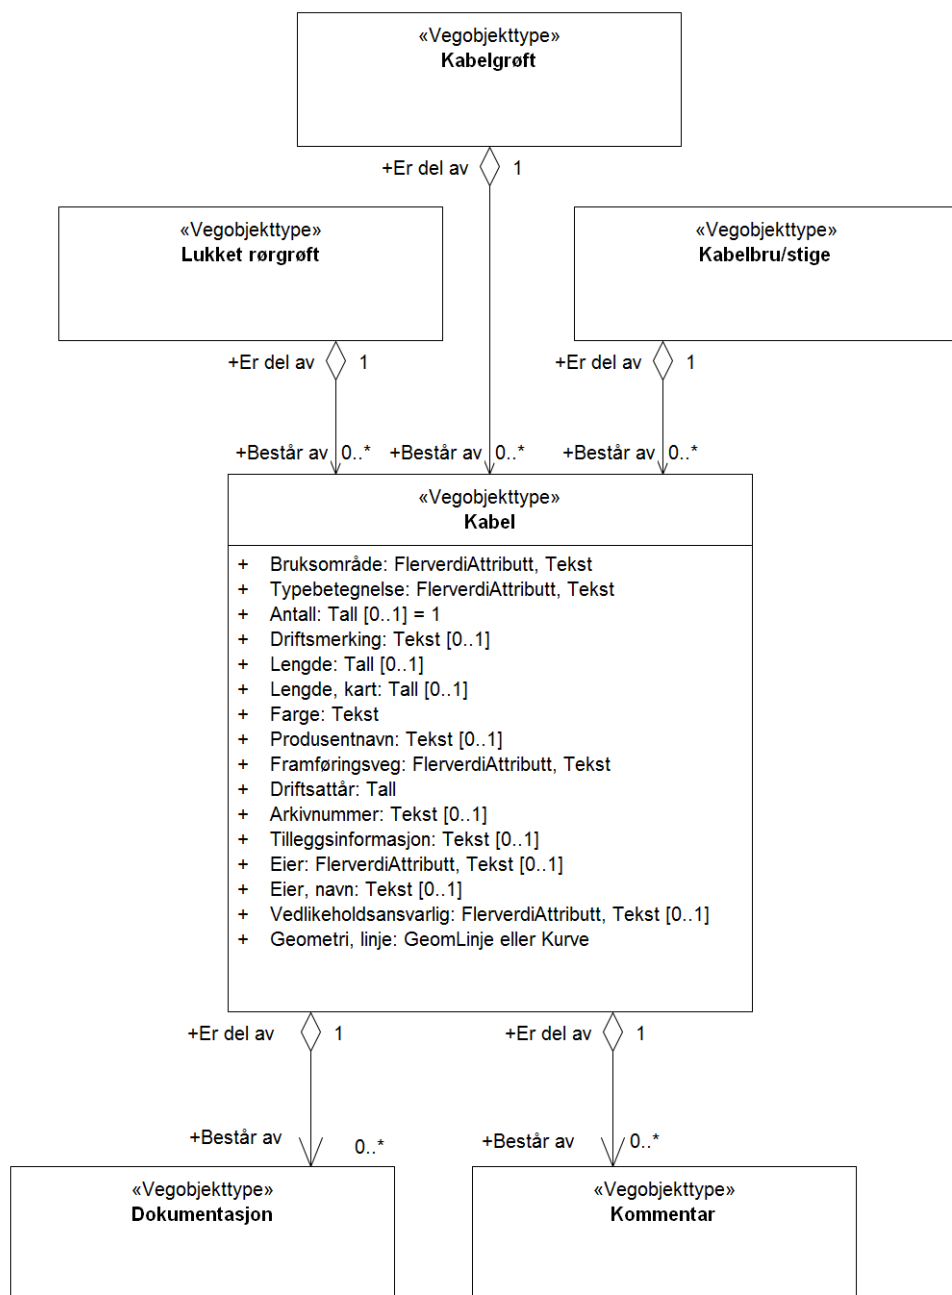 «Vegobjekttype»
Kabelgrøft
+Er del av 1
«Vegobjekttype»
Lukket rørgrøft
«Vegobjekttype»
Kabelbru/stige
+Er del av 1
+Er del av 1
+Består av 0..*
+Består av 0..*
+Består av 0..*
«Vegobjekttype»
Kabel
+ Bruksområde: FlerverdiAttributt, Tekst
+ Typebetegnelse: FlerverdiAttributt, Tekst
+ Antall: Tall [0..1] = 1
+ Driftsmerking: Tekst [0..1]
+ Lengde: Tall [0..1]
+ Lengde, kart: Tall [0..1]
+ Farge: Tekst
+ Produsentnavn: Tekst [0..1]
+ Framføringsveg: FlerverdiAttributt, Tekst
+ Driftsattår: Tall
+ Arkivnummer: Tekst [0..1]
+ Tilleggsinformasjon: Tekst [0..1]
+ Eier: FlerverdiAttributt, Tekst [0..1]
+ Eier, navn: Tekst [0..1]
+ Vedlikeholdsansvarlig: FlerverdiAttributt, Tekst [0..1]
+ Geometri, linje: GeomLinje eller Kurve
+Er del av 1
+Er del av 1
+Består av 0..*
+Består av 0..*
«Vegobjekttype»
Dokumentasjon
«Vegobjekttype»
Kommentar